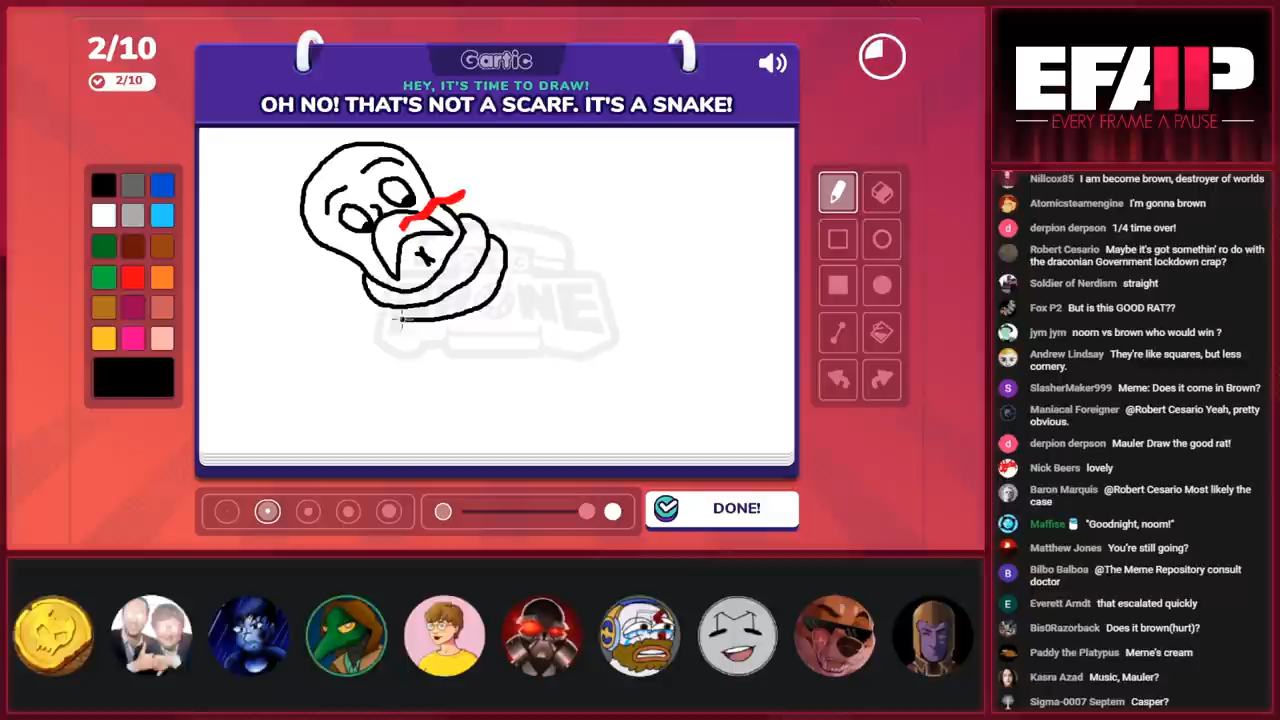 2/10
2/10
Gartic
HEY, IT'S TIME TO DRAW!
OH NO! THAT'S NOT A SCARF. IT'S A SNAKE!
DONE!
EFAP
EVERY FRAME A PAUSE
Nillcox85 I am become brown, destroyer of worlds
Atomicsteamengine I'm gonna brown
derpion derpson 1/4 time over!
Robert Cesario Maybe it's got somethin' ro do with the
draconian Government lockdown crap?
Soldier of Nerdism straight
Fox P2 But is this GOOD RAT??
jym jym noom vs brown who would win ?
Andrew Lindsay They're like squares, but less
cornery.
SlasherMaker999 Meme: Does it come in Brown?
Maniacal Foreigner @Robert Cesario Yeah, pretty
obvious.
derpion derpson Mauler Draw the good rat!
Nick Beers lovely
Baron Marquis @Robert Cesario Most likely the
case
Maffise "Goodnight, noom!"
Matthew Jones You're still going?
Bilbo Balboa @The Meme Repository consult
doctor
Everett Arndt that escalated quickly
Bis0Razorback Does it brown(hurt)?
Paddy the Platypus Meme's cream
Kasra Azad Music, Mauler?
Sigma-0007 Septem Casper?